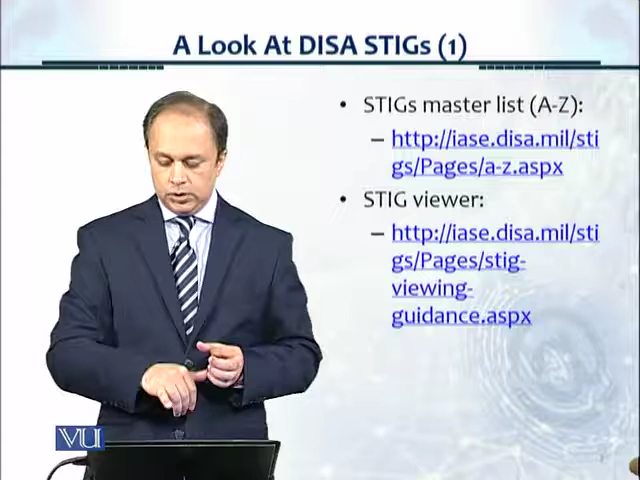 A Look At DISA STIGs (1)
• STIGs master list (A-Z):
– http://iase.disa.mil/sti
gs/Pages/a-z.aspx
• STIG viewer:
– http://iase.disa.mil/sti
gs/Pages/stig-
viewing-
guidance.aspx
VU